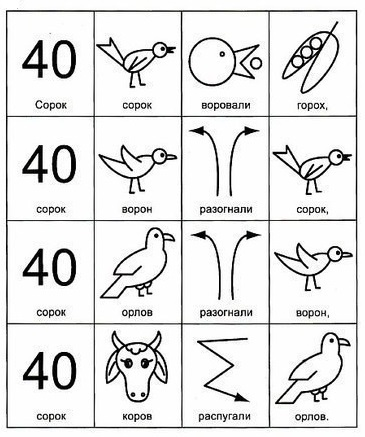 40
Сорок сорок воровали горох,
40
сорок ворон разогнали сорок,
40
сорок орлов разогнали ворон,
40
сорок коров распугали орлов.